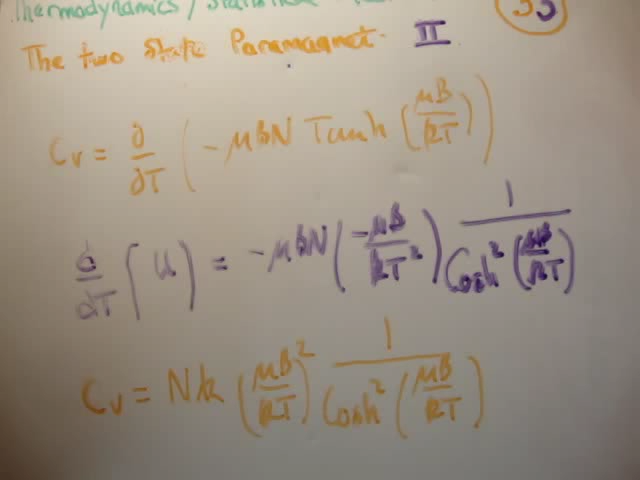 Thermodynamics /
33
The two State Paramagnet. II
Cv = ∂/∂T ( -μBN Tanh ( μB/kT ) )
∂/∂T ( U ) = -μBN ( -μB/kT² ) 1/Cosh² ( μB/kT )
Cv = Nk ( μB/kT )² 1/Cosh² ( μB/kT )